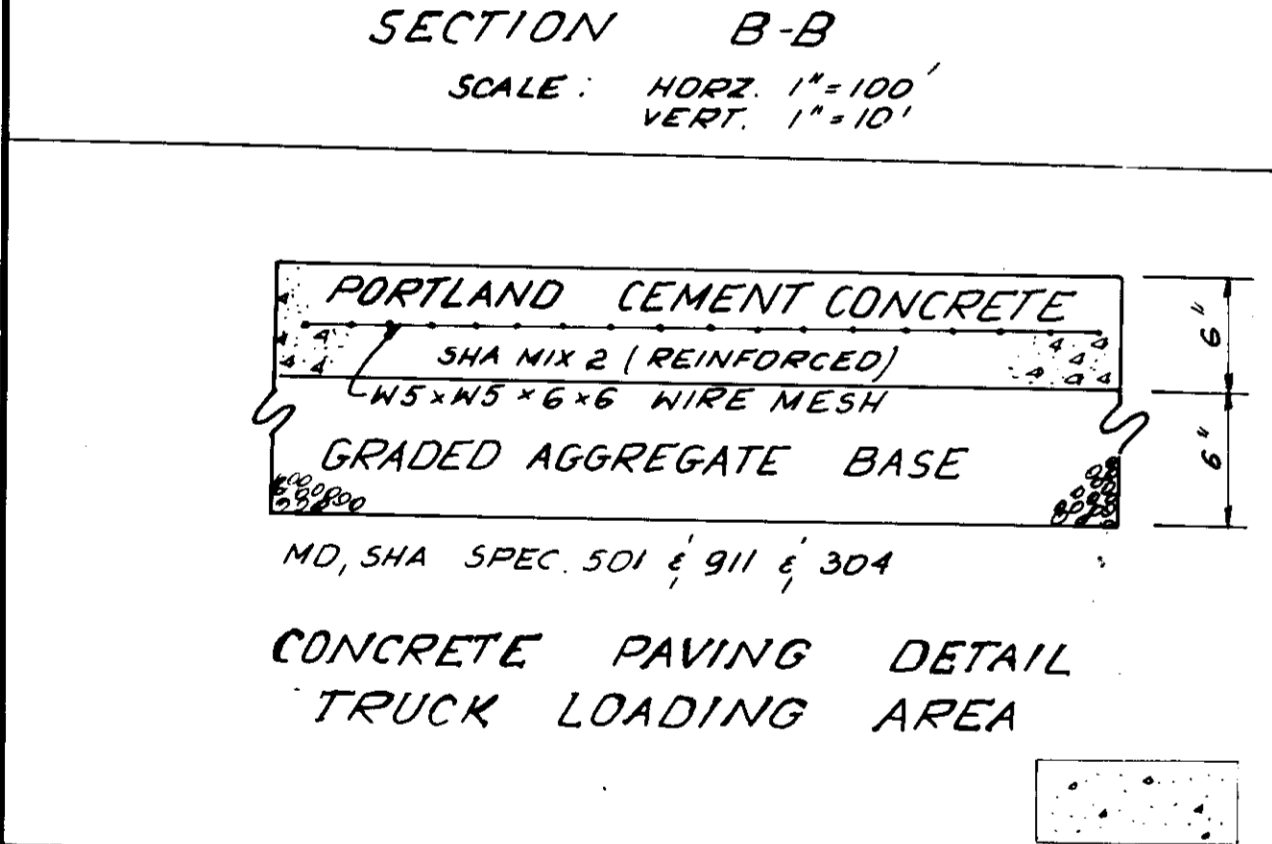 SECTION B-B
SCALE: HORZ. 1"=100'
VERT. 1"=10'
PORTLAND CEMENT CONCRETE
6"
SHA MIX 2 (REINFORCED)
W5×W5×6×6 WIRE MESH
GRADED AGGREGATE BASE
6"
MD, SHA SPEC. 501 & 911 & 304
CONCRETE PAVING DETAIL
TRUCK LOADING AREA